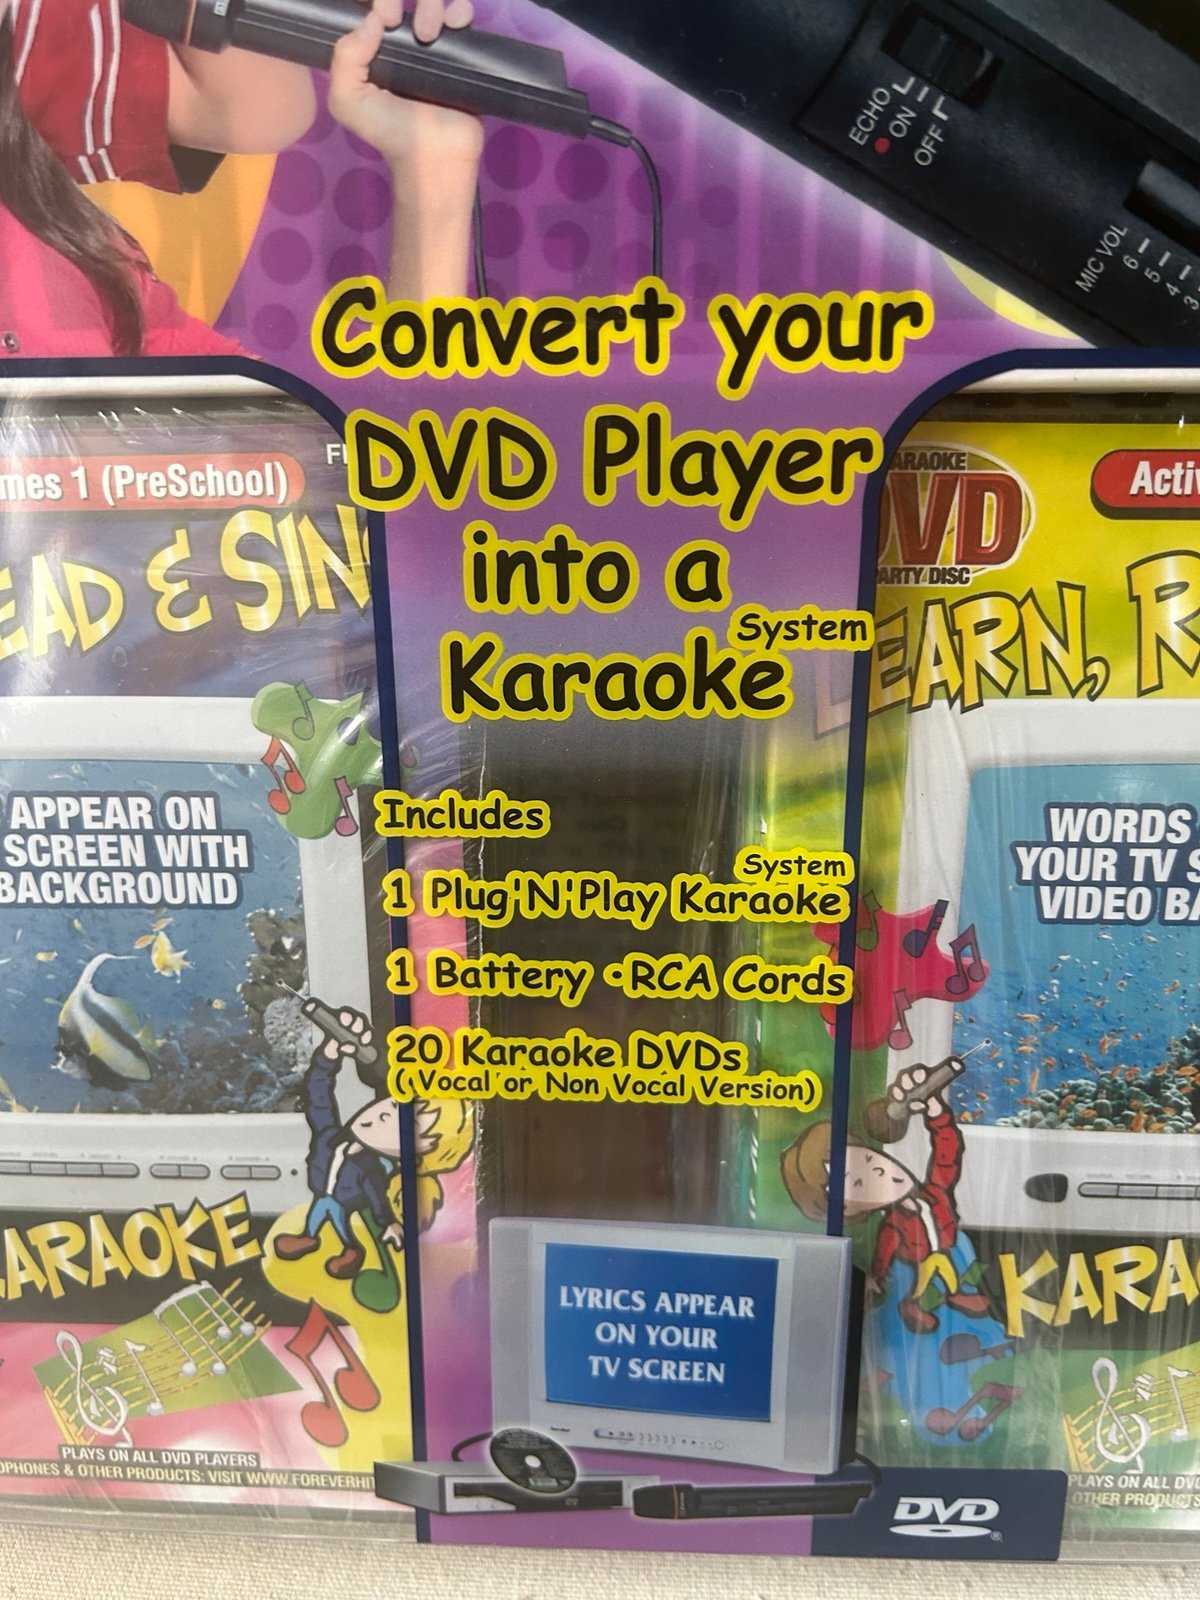 ECHO
ON
OFF
MIC VOL
6
5
4
3
Convert your
DVD Player
into a
Karaoke System
Includes
1 Plug'N'Play Karaoke System
1 Battery •RCA Cords
20 Karaoke DVDs
(Vocal or Non Vocal Version)
LYRICS APPEAR
ON YOUR
TV SCREEN
DVD
mes 1 (PreSchool)
EAD & SING
APPEAR ON
SCREEN WITH
BACKGROUND
ARAOKE
PLAYS ON ALL DVD PLAYERS
OPHONES & OTHER PRODUCTS: VISIT WWW.FOREVERHI
ARAOKE
VD
ARTY DISC
Activ
EARN, R
WORDS
YOUR TV S
VIDEO BA
KARA
PLAYS ON ALL DVD
OTHER PRODUCTS